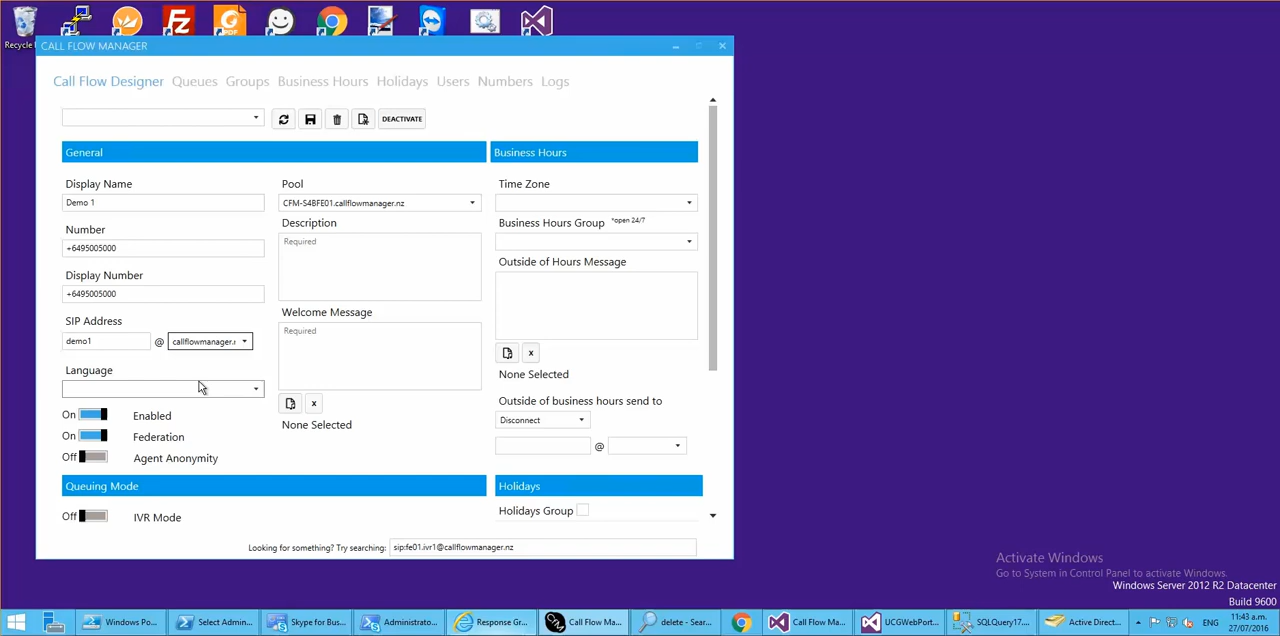 Recycle
CALL FLOW MANAGER
Call Flow Designer Queues Groups Business Hours Holidays Users Numbers Logs
DEACTIVATE
General
Business Hours
Display Name
Demo 1
Number
+6495005000
Display Number
+6495005000
SIP Address
demo1 @ callflowmanager.
Language
On Enabled
On Federation
Off Agent Anonymity
Pool
CFM-S4BFE01.callflowmanager.nz
Description
Required
Welcome Message
Required
x
None Selected
Time Zone
Business Hours Group *open 24/7
Outside of Hours Message
x
None Selected
Outside of business hours send to
Disconnect
@
Queuing Mode
Off IVR Mode
Holidays
Holidays Group
Looking for something? Try searching: sip:fe01.ivr1@callflowmanager.nz
Activate Windows
Go to System in Control Panel to activate Windows.
Windows Server 2012 R2 Datacenter
Build 9600
Windows Po...
Select Admin...
Skype for Bus...
Administrato...
Response Gr...
Call Flow Ma...
delete - Sear...
Call Flow Ma...
UCGWebPort...
SQLQuery17....
Active Direct...
ENG
11:43 a.m.
27/07/2016